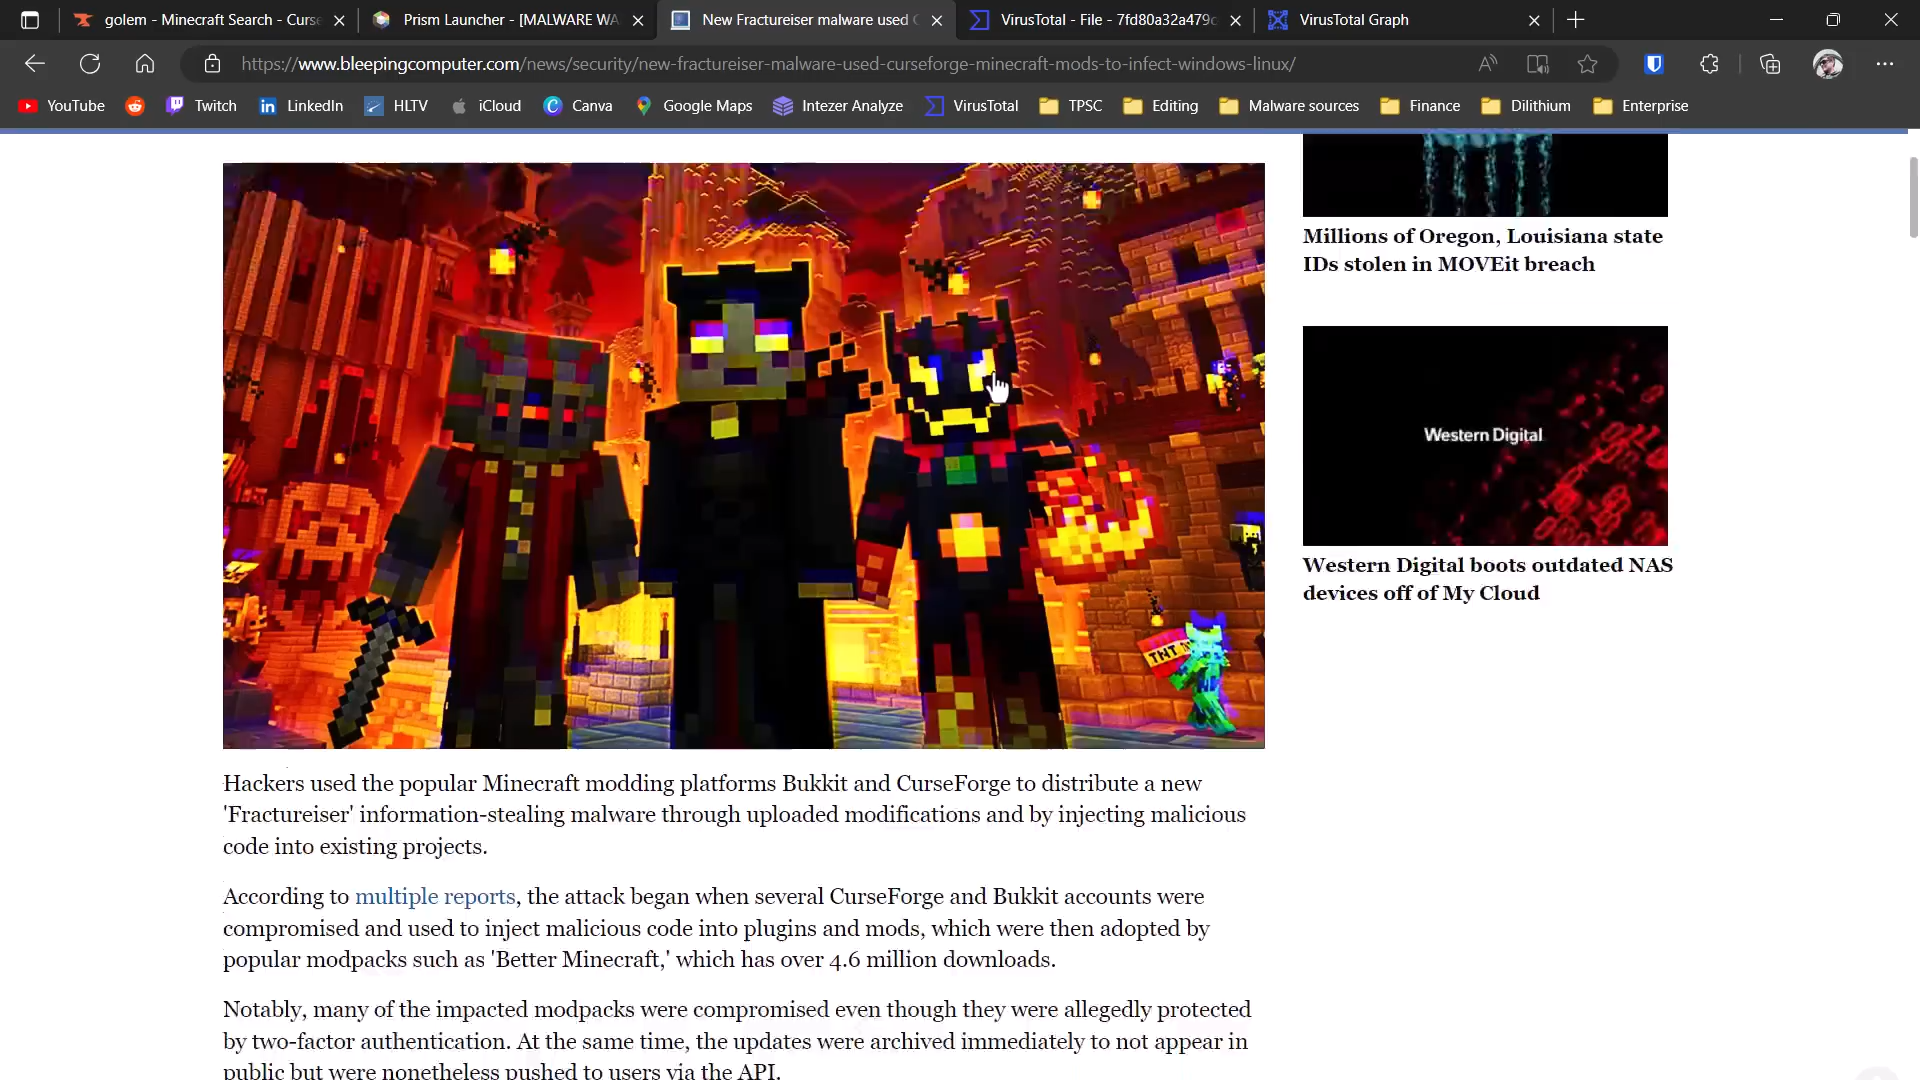 golem - Minecraft Search - Curse
Prism Launcher - [MALWARE WA
New Fractureiser malware used
VirusTotal - File - 7fd80a32a479c
VirusTotal Graph
https://www.bleepingcomputer.com/news/security/new-fractureiser-malware-used-curseforge-minecraft-mods-to-infect-windows-linux/
YouTube
Twitch
LinkedIn
HLTV
iCloud
Canva
Google Maps
Intezer Analyze
VirusTotal
TPSC
Editing
Malware sources
Finance
Dilithium
Enterprise
Millions of Oregon, Louisiana state
IDs stolen in MOVEit breach
Western Digital
Western Digital boots outdated NAS
devices off of My Cloud
TNT
Hackers used the popular Minecraft modding platforms Bukkit and CurseForge to distribute a new
'Fractureiser' information-stealing malware through uploaded modifications and by injecting malicious
code into existing projects.
According to multiple reports, the attack began when several CurseForge and Bukkit accounts were
compromised and used to inject malicious code into plugins and mods, which were then adopted by
popular modpacks such as 'Better Minecraft,' which has over 4.6 million downloads.
Notably, many of the impacted modpacks were compromised even though they were allegedly protected
by two-factor authentication. At the same time, the updates were archived immediately to not appear in
public but were nonetheless pushed to users via the API.